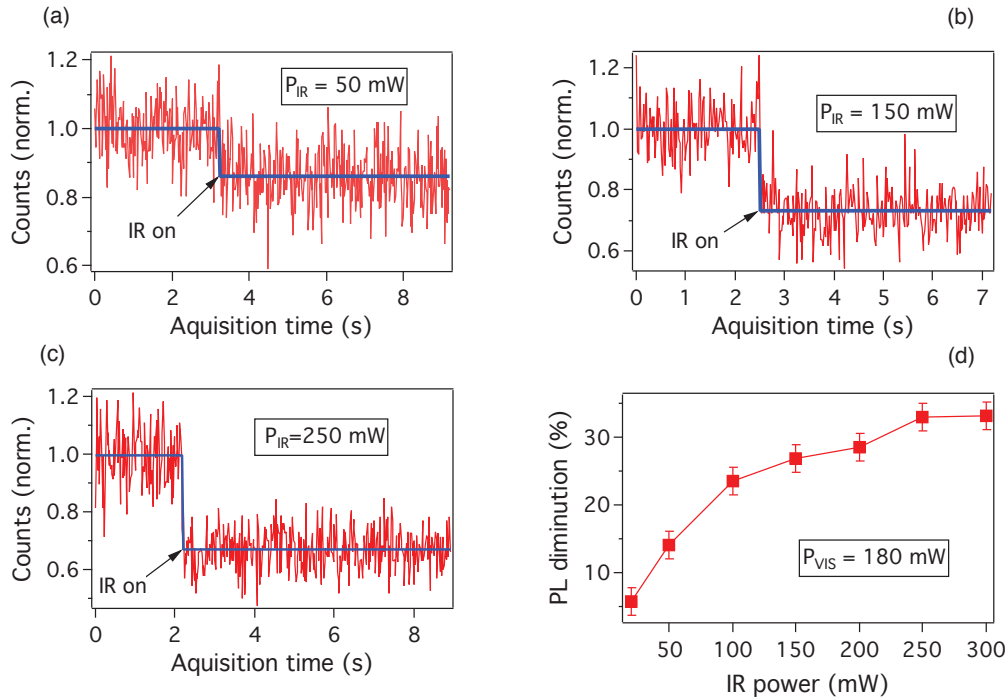 (a)
Counts (norm.)
1.2
1.0
0.8
0.6
P_IR = 50 mW
IR on
0 2 4 6 8
Aquisition time (s)
(b)
Counts (norm.)
1.2
1.0
0.8
0.6
P_IR = 150 mW
IR on
0 1 2 3 4 5 6 7
Aquisition time (s)
(c)
Counts (norm.)
1.2
1.0
0.8
0.6
P_IR=250 mW
IR on
0 2 4 6 8
Aquisition time (s)
(d)
PL diminution (%)
30
20
10
P_VIS = 180 mW
50 100 150 200 250 300
IR power (mW)